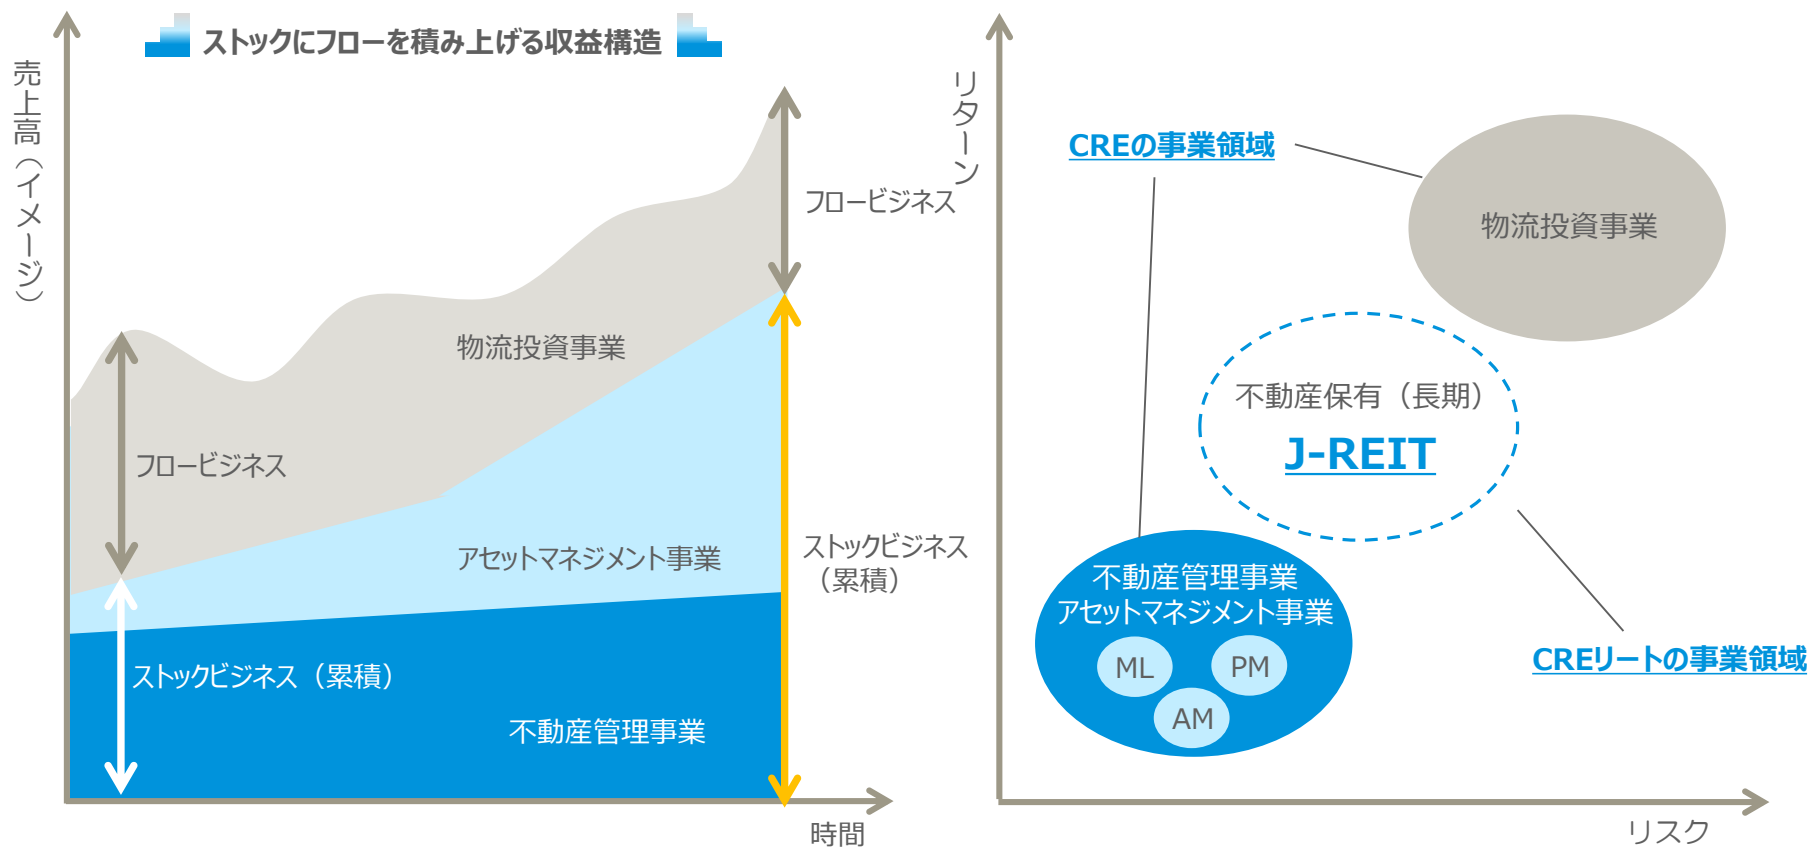 ストックにフローを積み上げる収益構造
売上高（イメージ）
フロービジネス
物流投資事業
フロービジネス
アセットマネジメント事業
ストックビジネス
（累積）
ストックビジネス（累積）
不動産管理事業
時間
リターン
CREの事業領域
物流投資事業
不動産保有（長期）
J-REIT
不動産管理事業
アセットマネジメント事業
ML
PM
AM
CREリートの事業領域
リスク